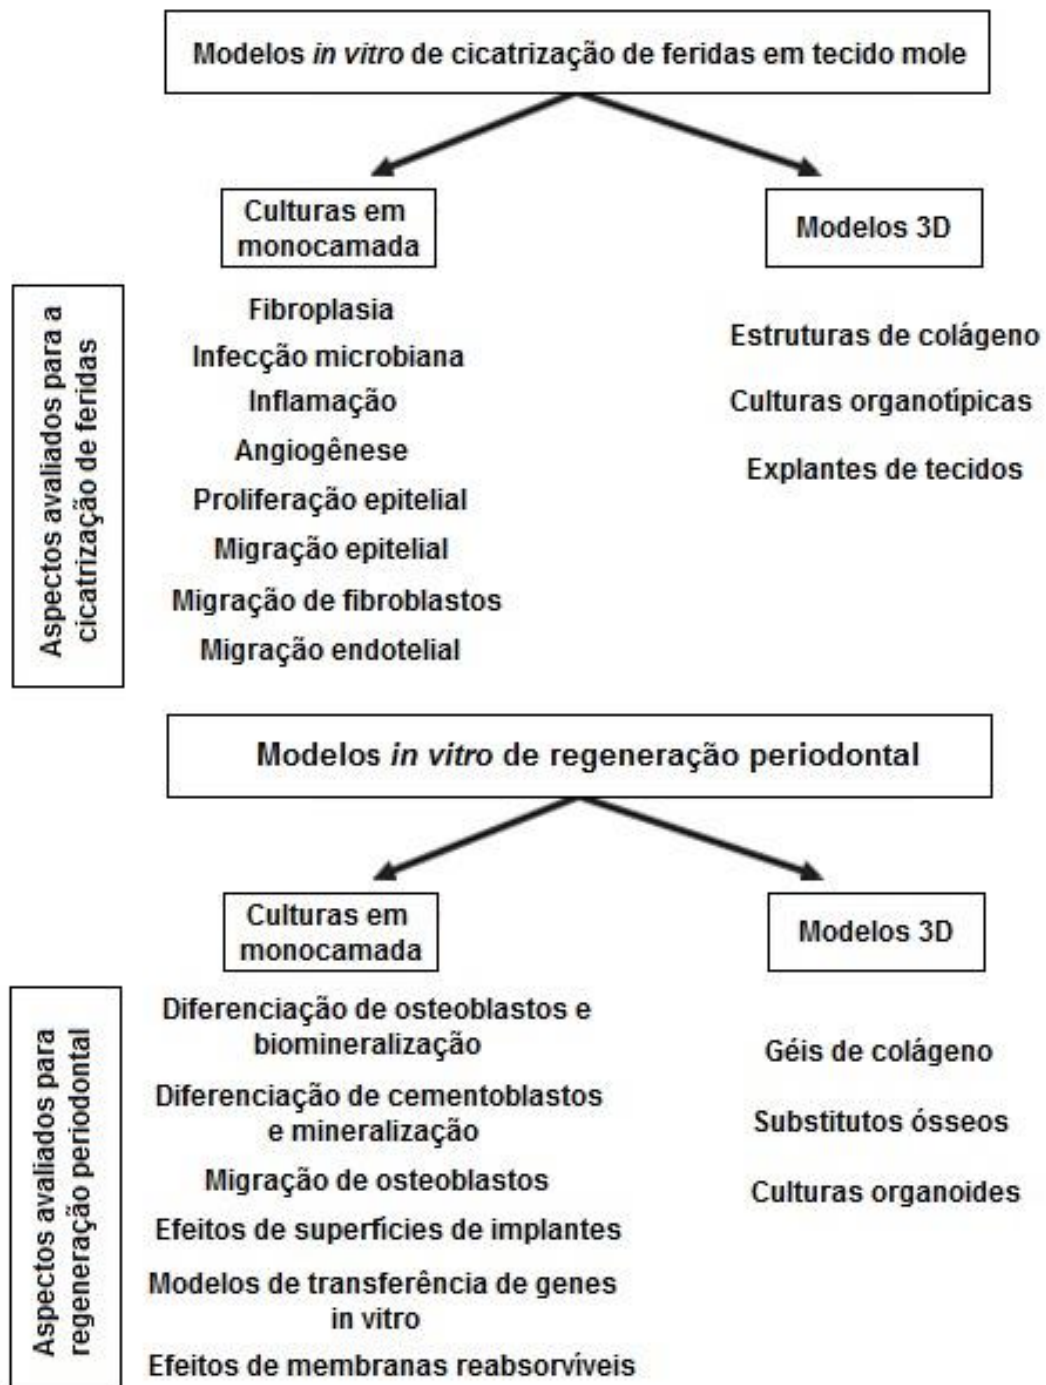 Modelos in vitro de cicatrização de feridas em tecido mole
Culturas em
monocamada
Modelos 3D
Aspectos avaliados para a
cicatrização de feridas
Fibroplasia
Infecção microbiana
Inflamação
Angiogênese
Proliferação epitelial
Migração epitelial
Migração de fibroblastos
Migração endotelial
Estruturas de colágeno
Culturas organotípicas
Explantes de tecidos
Modelos in vitro de regeneração periodontal
Culturas em
monocamada
Modelos 3D
Aspectos avaliados para
regeneração periodontal
Diferenciação de osteoblastos e
biomineralização
Diferenciação de cementoblastos
e mineralização
Migração de osteoblastos
Efeitos de superfícies de implantes
Modelos de transferência de genes
in vitro
Efeitos de membranas reabsorvíveis
Géis de colágeno
Substitutos ósseos
Culturas organoides